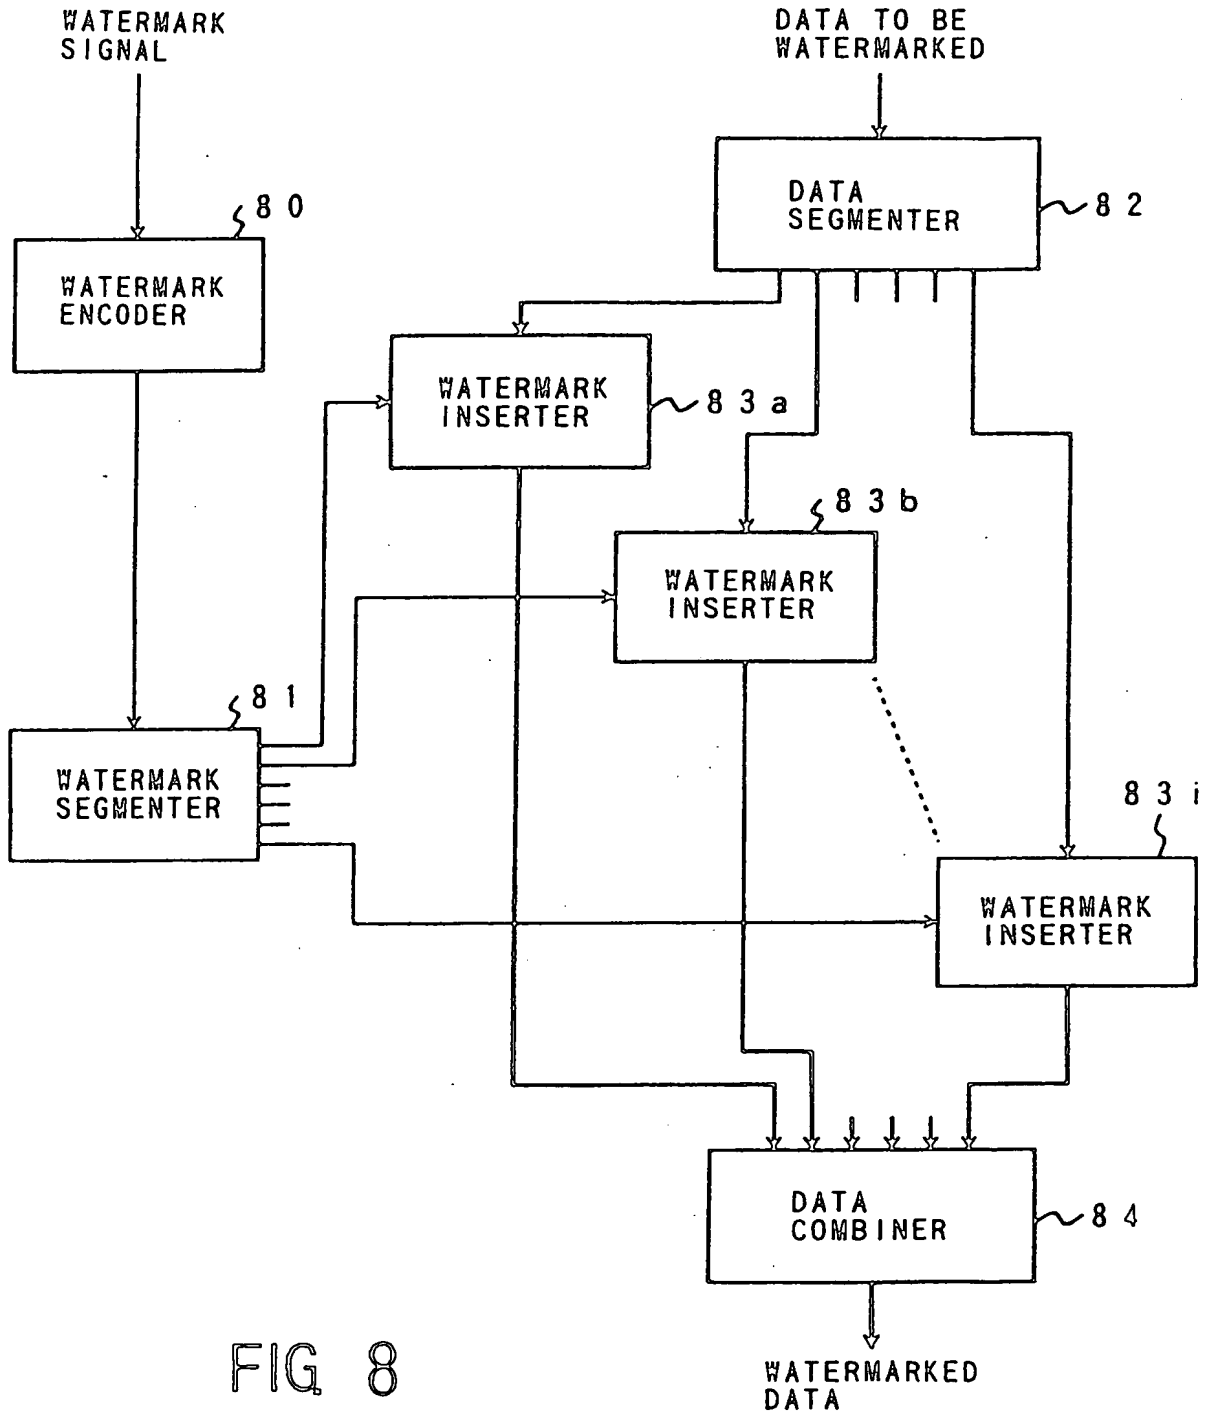 WATERMARK
SIGNAL
DATA TO BE
WATERMARKED
80
WATERMARK
ENCODER
DATA
SEGMENTER
82
WATERMARK
INSERTER
83a
83b
WATERMARK
INSERTER
81
WATERMARK
SEGMENTER
83i
WATERMARK
INSERTER
DATA
COMBINER
84
WATERMARKED
DATA
FIG. 8